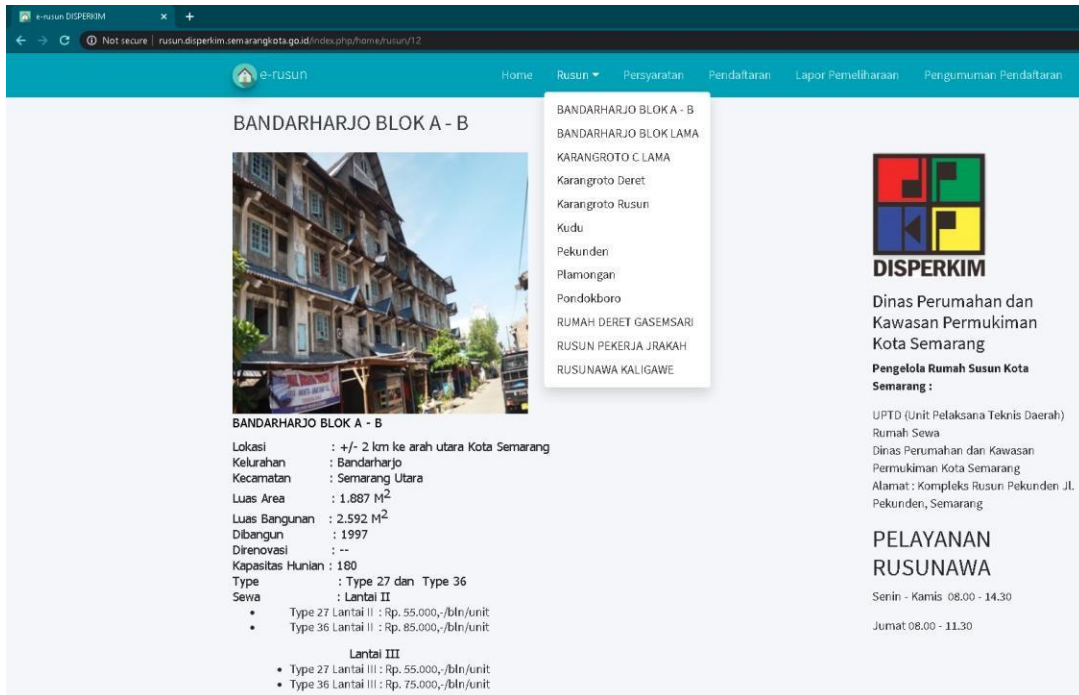 e-rusun DISPERKIM
Not secure | rusun.disperkim.semarangkota.go.id/index.php/home/rusun/12
e-rusun
Home Rusun Persyaratan Pendaftaran Lapor Pemeliharaan Pengumuman Pendaftaran
BANDARHARJO BLOK A - B
BANDARHARJO BLOK LAMA
KARANGROTO C LAMA
Karangroto Deret
Karangroto Rusun
Kudu
Pekunden
Plamongan
Pondokboro
RUMAH DERET GASEMSARI
RUSUN PEKERJA JRAKAH
RUSUNAWA KALIGAWE
BANDARHARJO BLOK A - B
BANDARHARJO BLOK A - B
Lokasi : +/- 2 km ke arah utara Kota Semarang
Kelurahan : Bandarharjo
Kecamatan : Semarang Utara
Luas Area : 1.887 M2
Luas Bangunan : 2.592 M2
Dibangun : 1997
Direnovasi : --
Kapasitas Hunian : 180
Type : Type 27 dan Type 36
Sewa : Lantai II
• Type 27 Lantai II : Rp. 55.000,-/bln/unit
• Type 36 Lantai II : Rp. 85.000,-/bln/unit
Lantai III
• Type 27 Lantai III : Rp. 55.000,-/bln/unit
• Type 36 Lantai III : Rp. 75.000,-/bln/unit
DISPERKIM
Dinas Perumahan dan
Kawasan Permukiman
Kota Semarang
Pengelola Rumah Susun Kota
Semarang :
UPTD (Unit Pelaksana Teknis Daerah)
Rumah Sewa
Dinas Perumahan dan Kawasan
Permukiman Kota Semarang
Alamat : Kompleks Rusun Pekunden Jl.
Pekunden, Semarang
PELAYANAN
RUSUNAWA
Senin - Kamis 08.00 - 14.30
Jumat 08.00 - 11.30